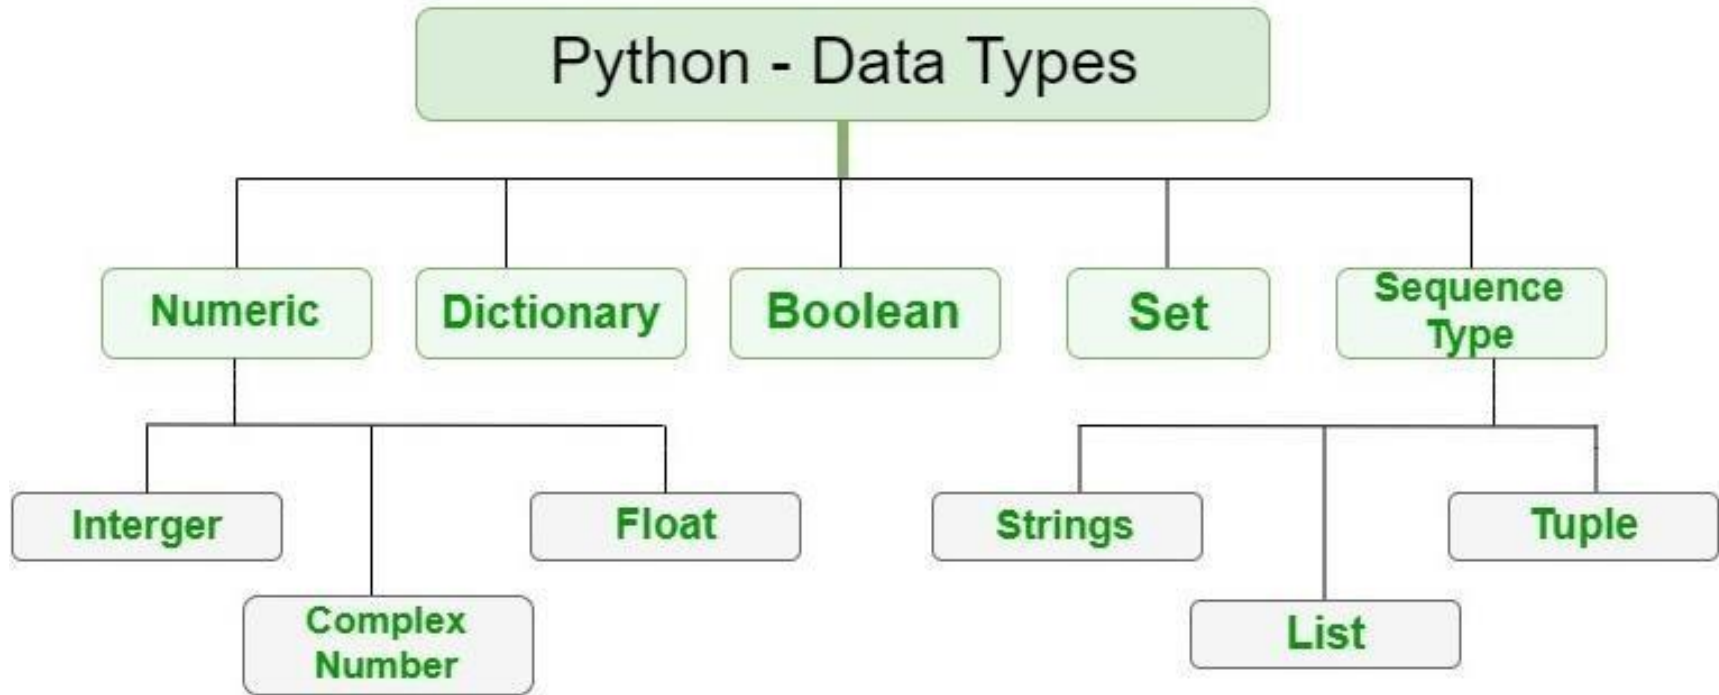 Python - Data Types
Numeric
Dictionary
Boolean
Set
Sequence
Type
Interger
Float
Strings
Tuple
Complex
Number
List